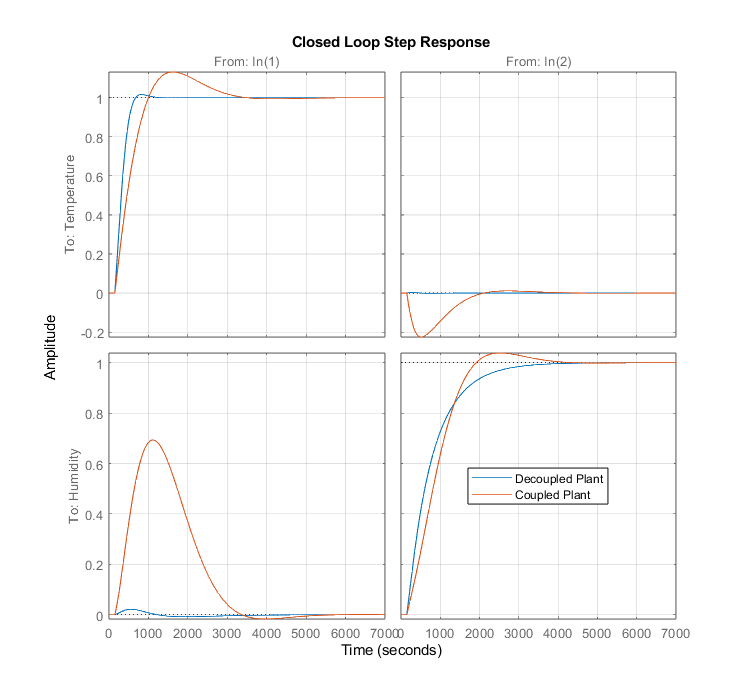 Closed Loop Step Response
From: In(1)
From: In(2)
To: Temperature
1
0.8
0.6
0.4
0.2
0
-0.2
Amplitude
To: Humidity
1
0.8
0.6
0.4
0.2
0
Decoupled Plant
Coupled Plant
0 1000 2000 3000 4000 5000 6000 7000
0 1000 2000 3000 4000 5000 6000 7000
Time (seconds)